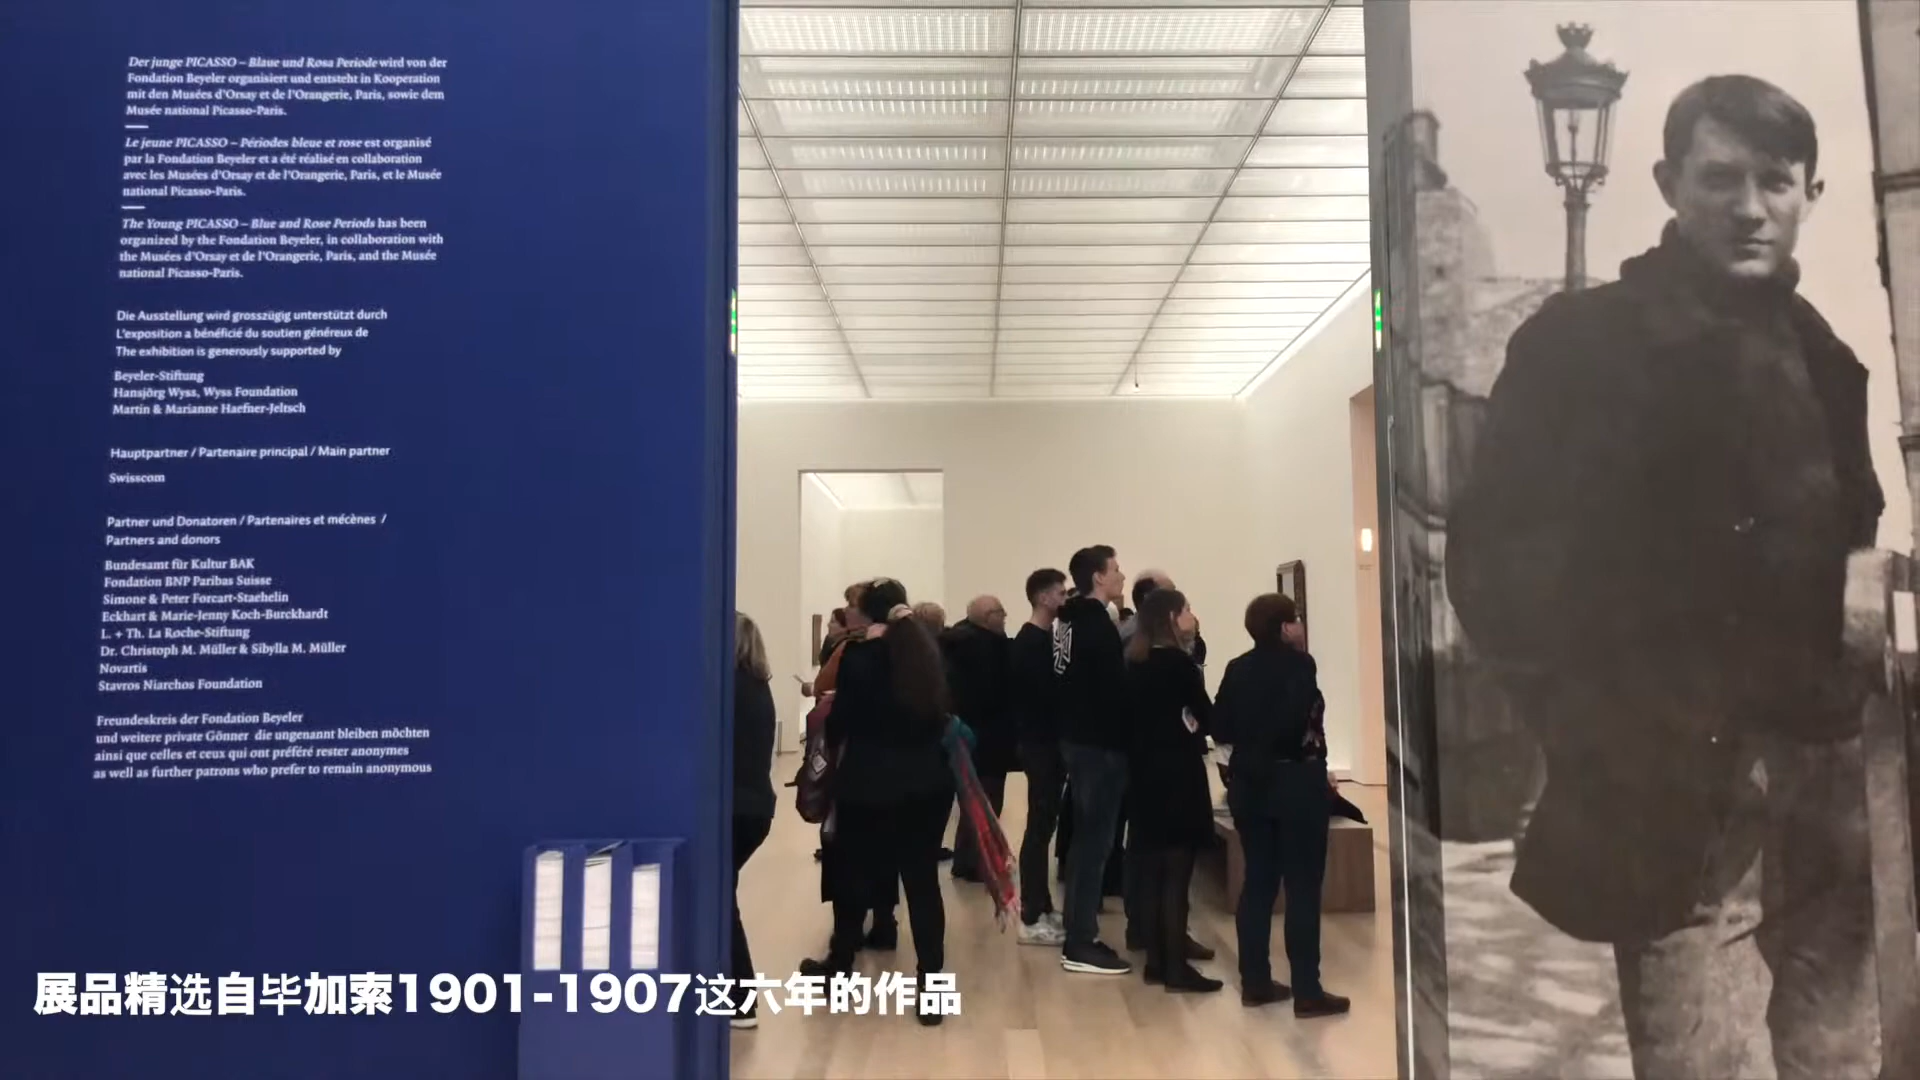 Der junge PICASSO – Blaue und Rosa Periode wird von der
Fondation Beyeler organisiert und entsteht in Kooperation
mit den Musées d'Orsay et de l'Orangerie, Paris, sowie dem
Musée national Picasso-Paris.
Le jeune PICASSO – Périodes bleue et rose est organisé
par la Fondation Beyeler et a été réalisé en collaboration
avec les Musées d'Orsay et de l'Orangerie, Paris, et le Musée
national Picasso-Paris.
The Young PICASSO – Blue and Rose Periods has been
organized by the Fondation Beyeler, in collaboration with
the Musées d'Orsay et de l'Orangerie, Paris, and the Musée
national Picasso-Paris.
Die Ausstellung wird grosszügig unterstützt durch
L'exposition a bénéficié du soutien généreux de
The exhibition is generously supported by
Beyeler-Stiftung
Hansjörg Wyss, Wyss Foundation
Martin & Marianne Haefner-Jeltsch
Hauptpartner / Partenaire principal / Main partner
Swisscom
Partner und Donatoren / Partenaires et mécènes /
Partners and donors
Bundesamt für Kultur BAK
Fondation BNP Paribas Suisse
Simone & Peter Forcart-Staehelin
Eckhart & Marie-Jenny Koch-Burckhardt
L. + Th. La Roche-Stiftung
Dr. Christoph M. Müller & Sibylla M. Müller
Novartis
Stavros Niarchos Foundation
Freundeskreis der Fondation Beyeler
und weitere private Gönner die ungenannt bleiben möchten
ainsi que celles et ceux qui ont préféré rester anonymes
as well as further patrons who prefer to remain anonymous
展品精选自毕加索1901-1907这六年的作品